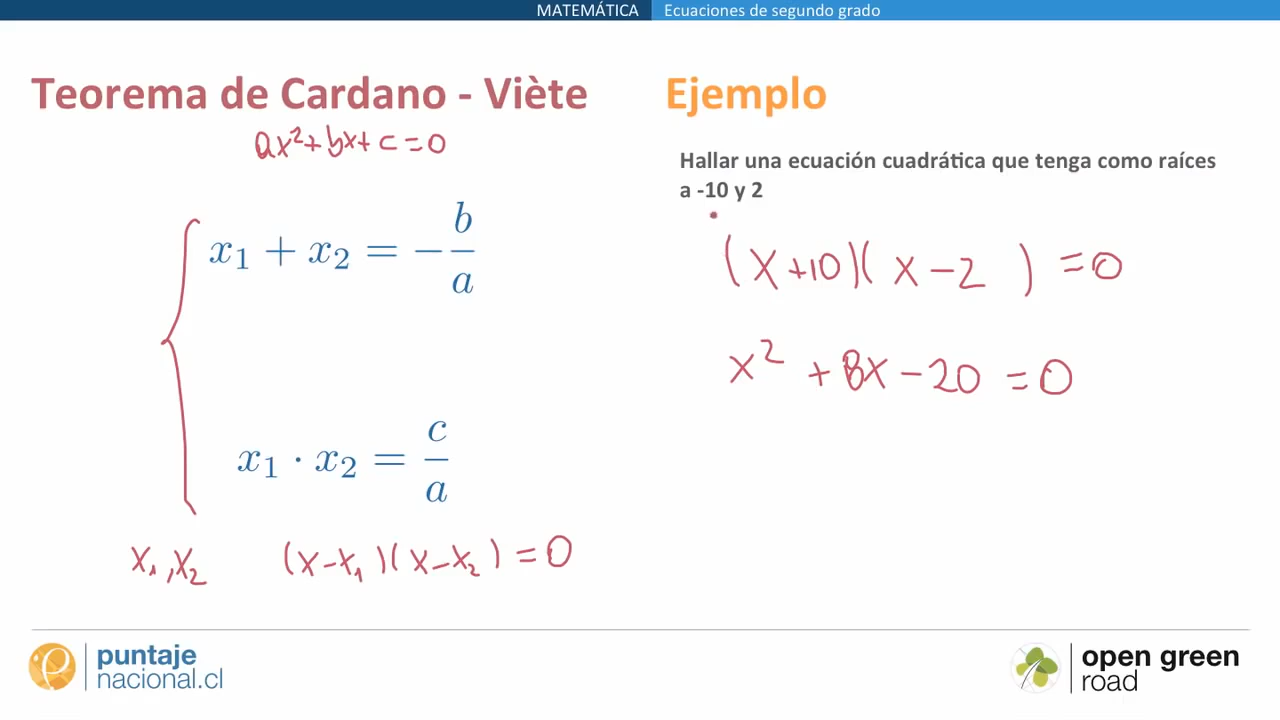 MATEMÁTICA Ecuaciones de segundo grado
Teorema de Cardano - Viète
ax²+bx+c=0
x₁ + x₂ = -b/a
x₁ · x₂ = c/a
x₁, x₂ (x-x₁)(x-x₂)=0
Ejemplo
Hallar una ecuación cuadrática que tenga como raíces
a -10 y 2
(x+10)(x-2)=0
x²+8x-20=0
puntaje
nacional.cl
open green
road